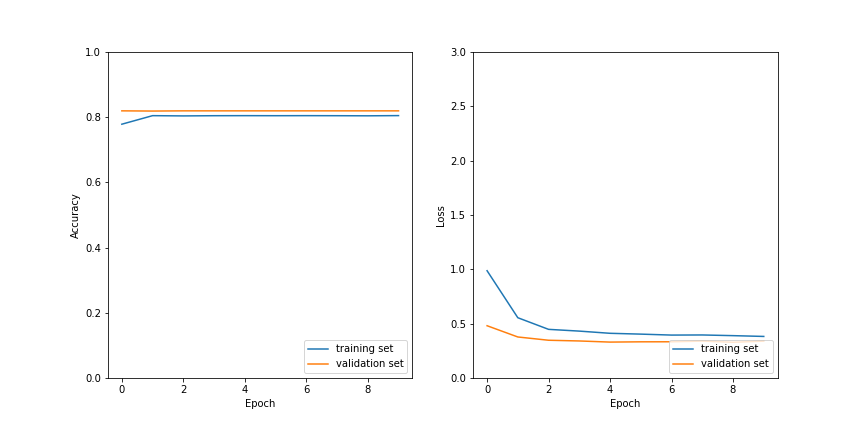 1.0
0.8
0.6
0.4
0.2
0.0
Accuracy
0 2 4 6 8
Epoch
training set
validation set
3.0
2.5
2.0
1.5
1.0
0.5
0.0
Loss
0 2 4 6 8
Epoch
training set
validation set